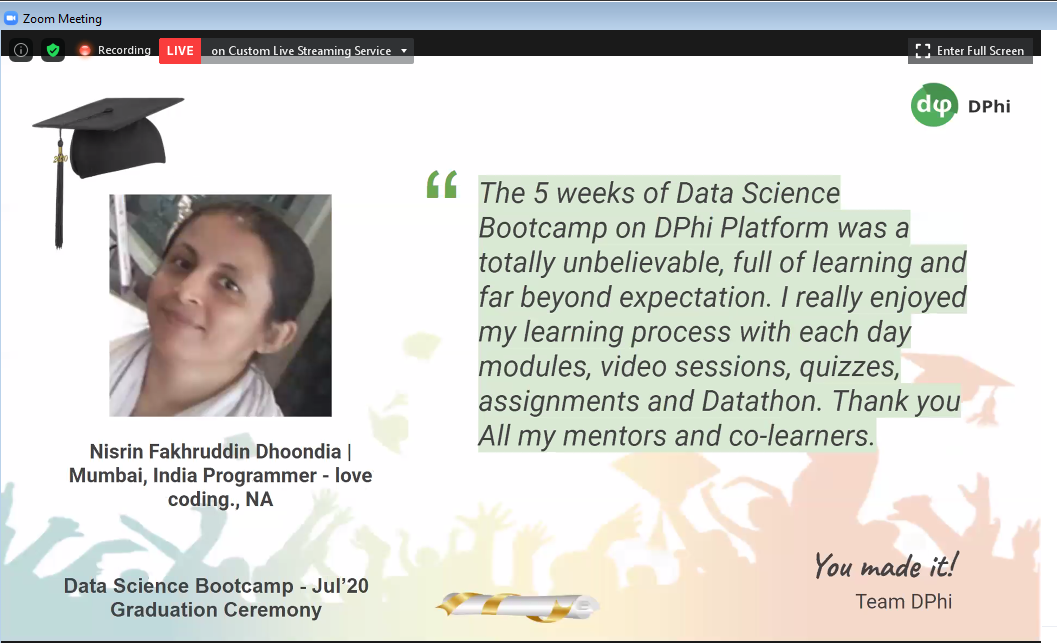 Zoom Meeting
Recording
LIVE
on Custom Live Streaming Service
Enter Full Screen
dφ
DPhi
The 5 weeks of Data Science
Bootcamp on DPhi Platform was a
totally unbelievable, full of learning and
far beyond expectation. I really enjoyed
my learning process with each day
modules, video sessions, quizzes,
assignments and Datathon. Thank you
All my mentors and co-learners.
Nisrin Fakhruddin Dhoondia |
Mumbai, India Programmer - love
coding., NA
Data Science Bootcamp - Jul’20
Graduation Ceremony
You made it!
Team DPhi